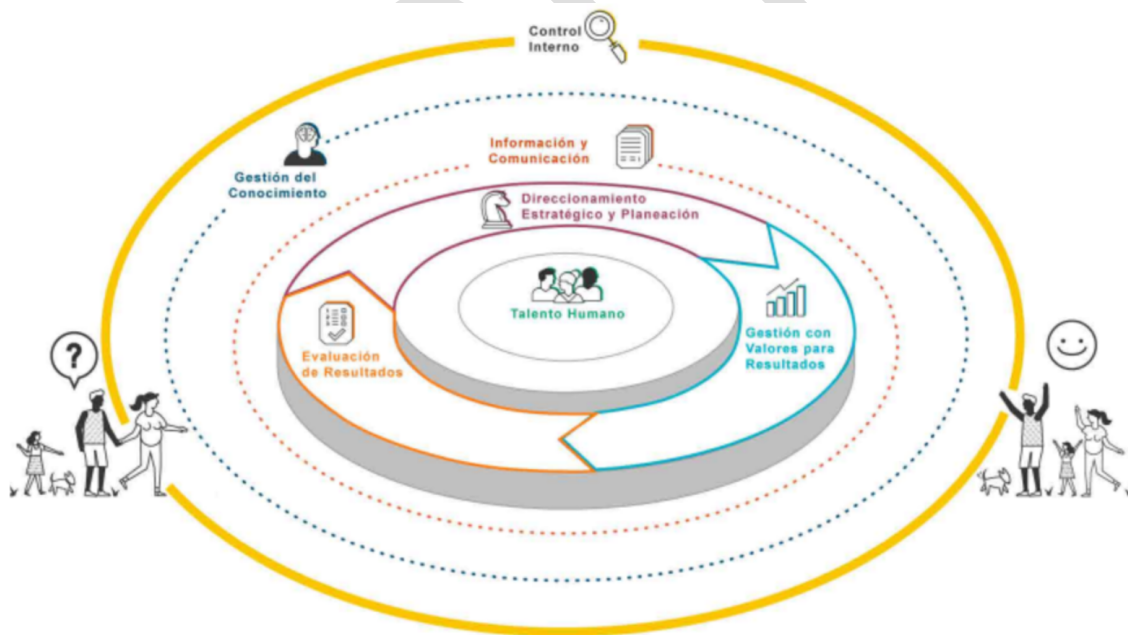 Control
Interno
Información y
Comunicación
Gestión del
Conocimiento
Direccionamiento
Estratégico y Planeación
Talento Humano
Gestión con
Valores para
Resultados
Evaluación
de Resultados
?